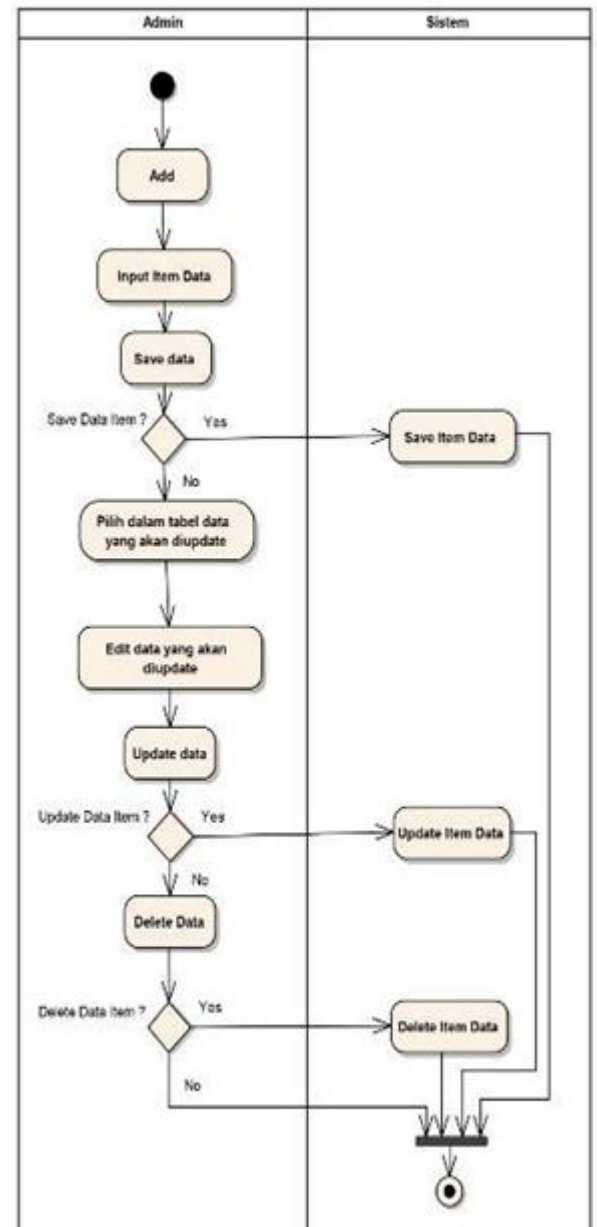 Admin
Sistem
Add
Input Item Data
Save data
Save Data Item ?
Yes
Save Item Data
No
Pilih dalam tabel data
yang akan diupdate
Edit data yang akan
diupdate
Update data
Update Data Item ?
Yes
Update Item Data
No
Delete Data
Delete Data Item ?
Yes
Delete Item Data
No